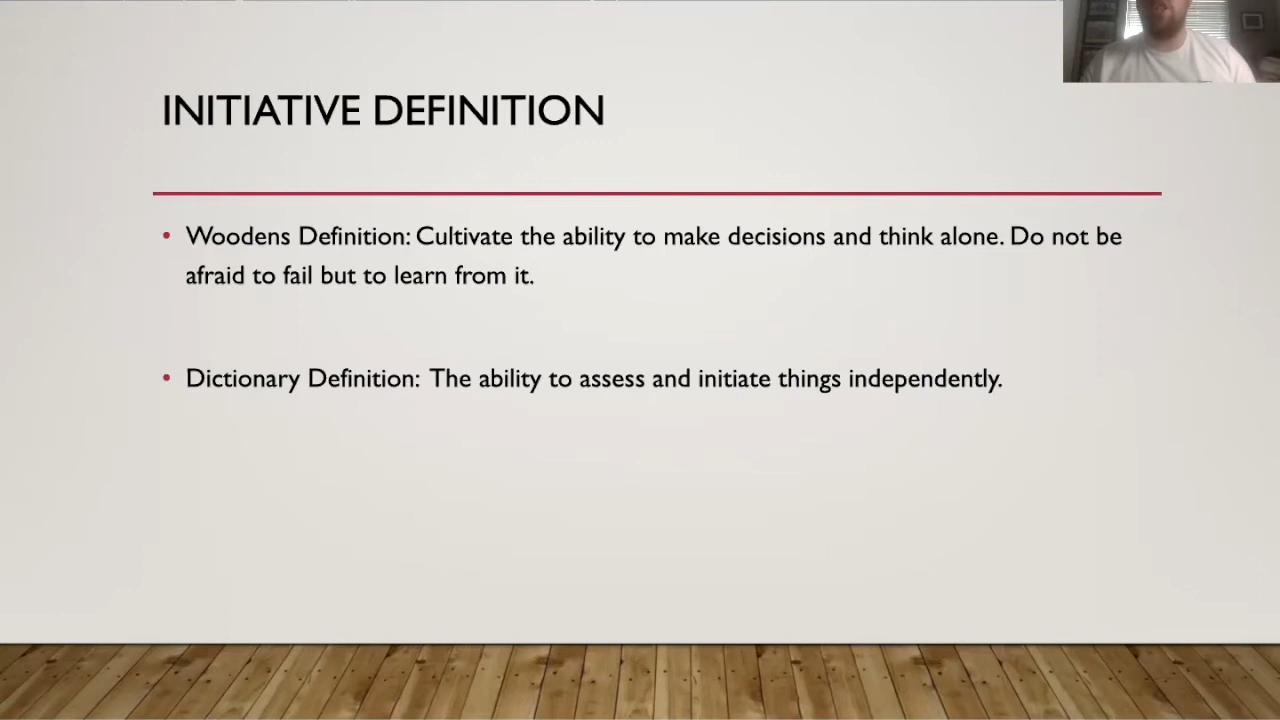 INITIATIVE DEFINITION
• Woodens Definition: Cultivate the ability to make decisions and think alone. Do not be
afraid to fail but to learn from it.
• Dictionary Definition: The ability to assess and initiate things independently.